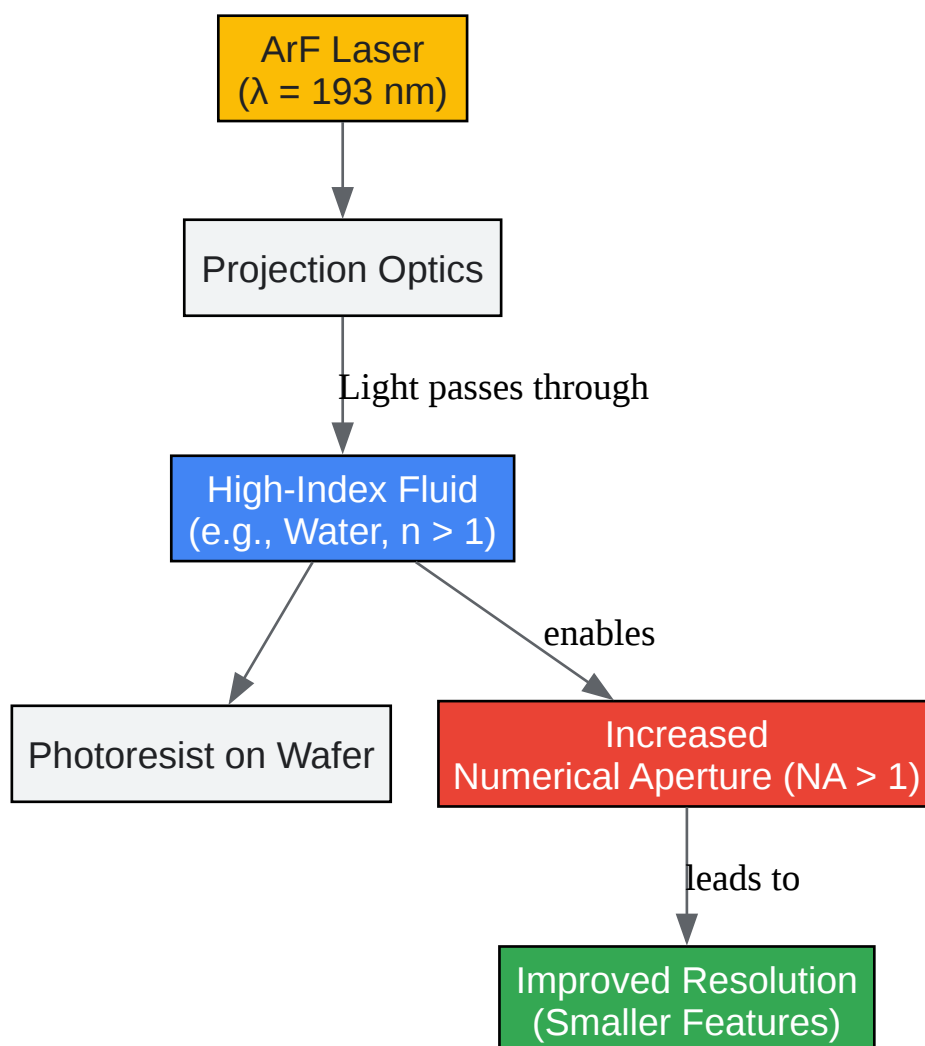 ArF Laser
(λ = 193 nm)
Projection Optics
Light passes through
High-Index Fluid
(e.g., Water, n > 1)
enables
Photoresist on Wafer
Increased
Numerical Aperture (NA > 1)
leads to
Improved Resolution
(Smaller Features)